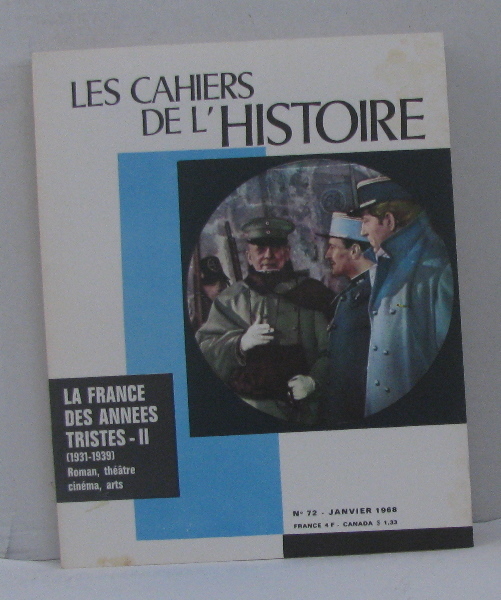 LES CAHIERS
DE L'HISTOIRE
LA FRANCE
DES ANNEES
TRISTES - II
(1931-1939)
Roman, théâtre
cinéma, arts
N° 72 - JANVIER 1968
FRANCE 4 F - CANADA $ 1,33